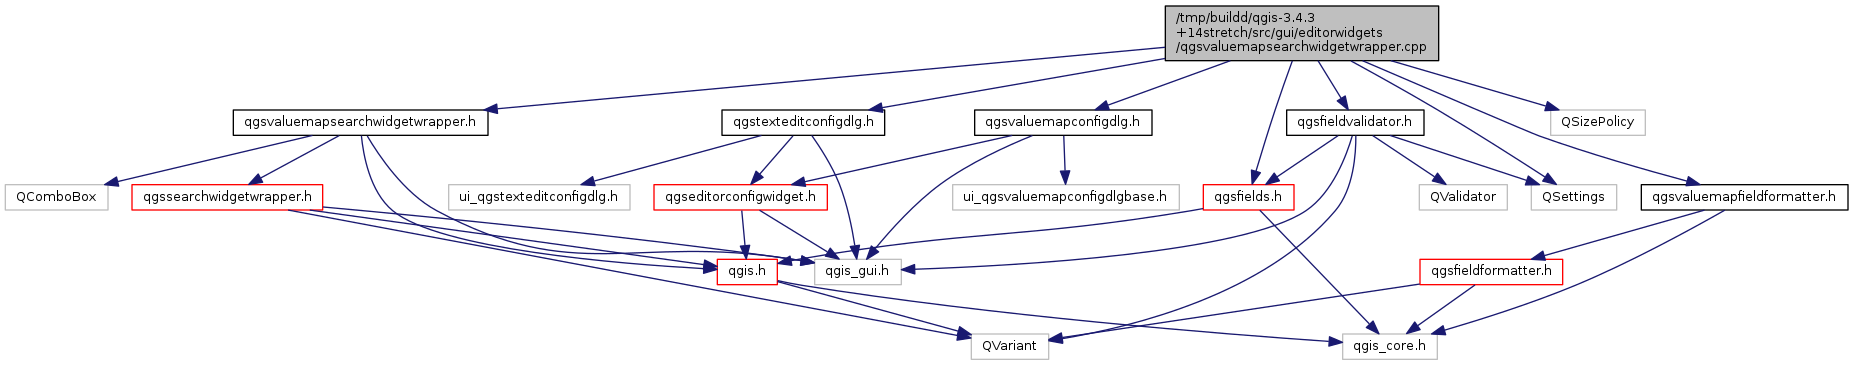 /tmp/buildd/qgis-3.4.3
+14stretch/src/gui/editorwidgets
/qgsvaluemapsearchwidgetwrapper.cpp
qgsvaluemapsearchwidgetwrapper.h
qgstexteditconfigdlg.h
qgsvaluemapconfigdlg.h
qgsfieldvalidator.h
QSizePolicy
QComboBox
qgssearchwidgetwrapper.h
ui_qgstexteditconfigdlg.h
qgseditorconfigwidget.h
ui_qgsvaluemapconfigdlgbase.h
qgsfields.h
QValidator
QSettings
qgsvaluemapfieldformatter.h
qgis.h
qgis_gui.h
qgsfieldformatter.h
QVariant
qgis_core.h